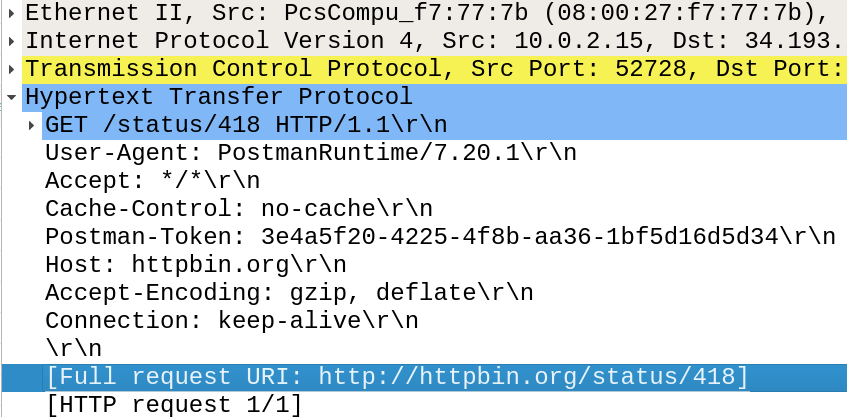 Ethernet II, Src: PcsCompu_f7:77:7b (08:00:27:f7:77:7b),
Internet Protocol Version 4, Src: 10.0.2.15, Dst: 34.193.
Transmission Control Protocol, Src Port: 52728, Dst Port:
Hypertext Transfer Protocol
GET /status/418 HTTP/1.1\r\n
User-Agent: PostmanRuntime/7.20.1\r\n
Accept: */*\r\n
Cache-Control: no-cache\r\n
Postman-Token: 3e4a5f20-4225-4f8b-aa36-1bf5d16d5d34\r\n
Host: httpbin.org\r\n
Accept-Encoding: gzip, deflate\r\n
Connection: keep-alive\r\n
\r\n
[Full request URI: http://httpbin.org/status/418]
[HTTP request 1/1]